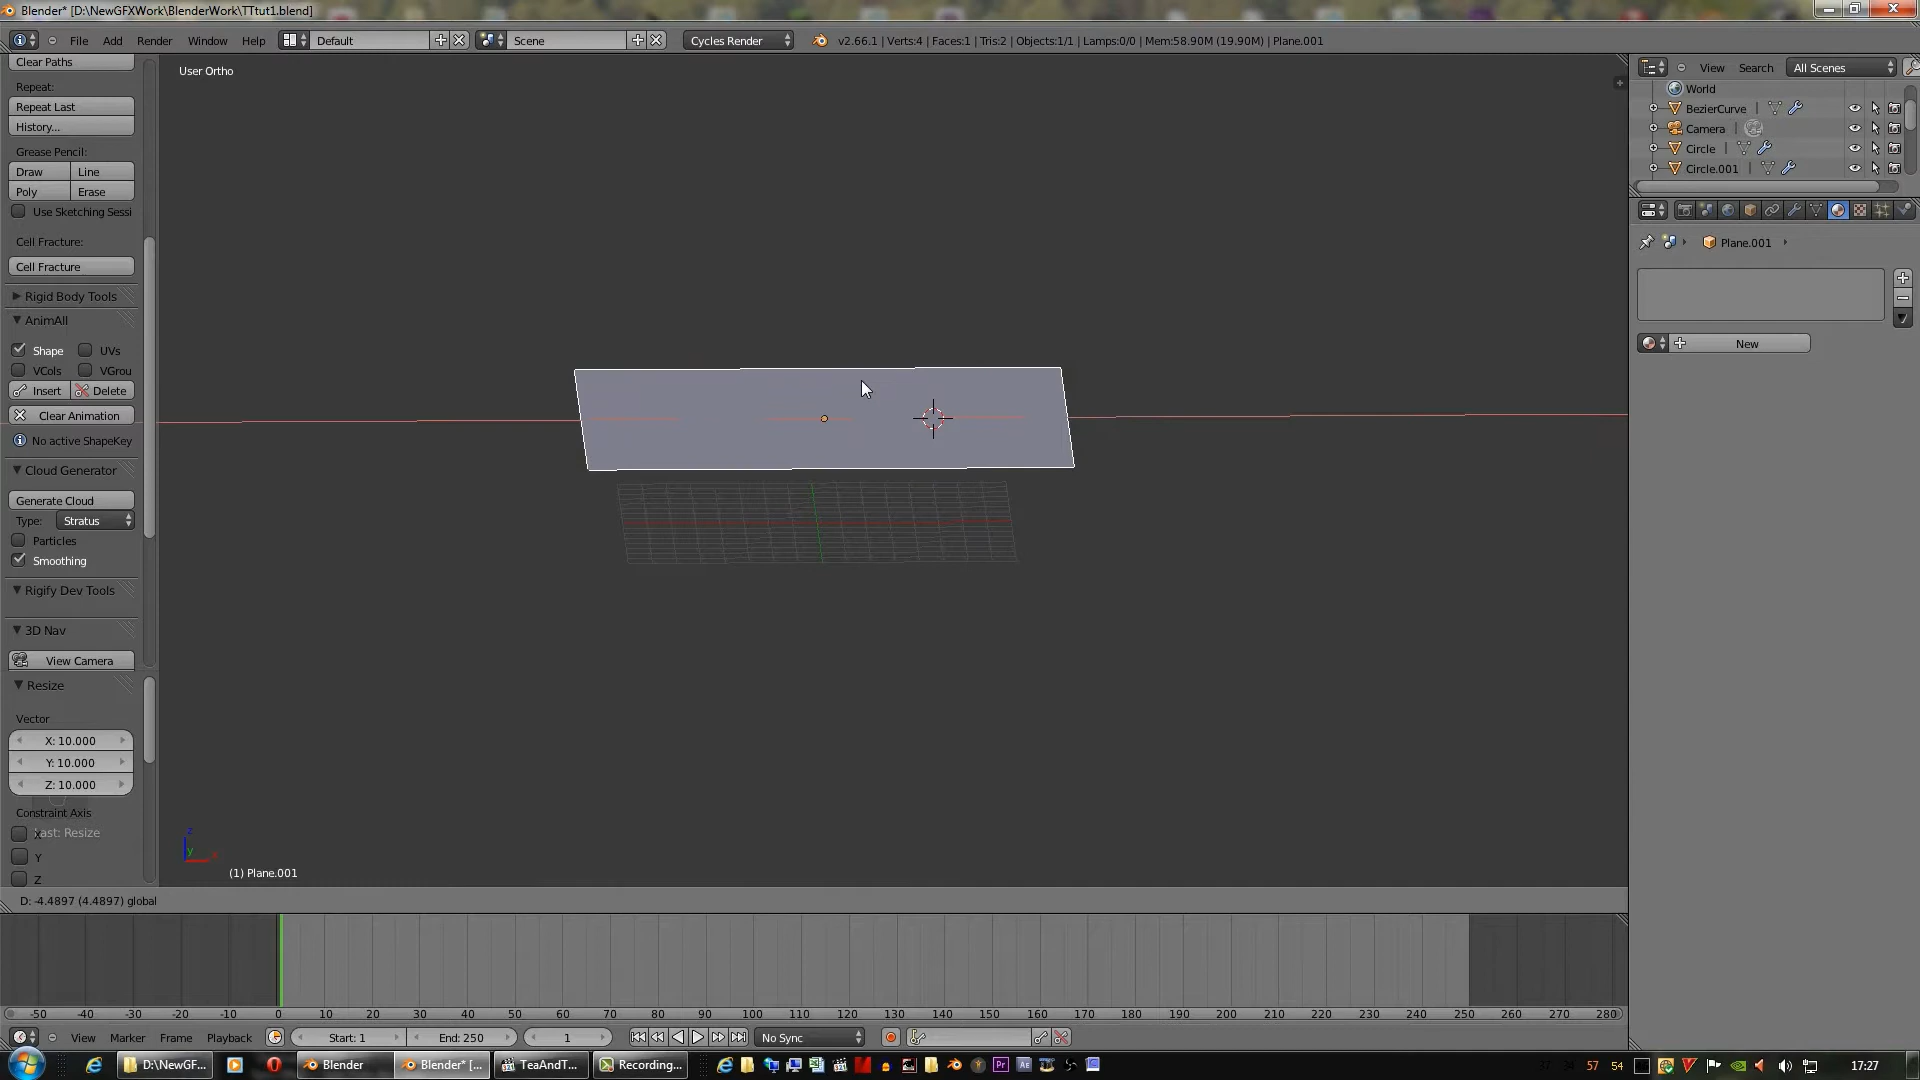 Blender* [D:\NewGFXWork\BlenderWork\TTtut1.blend]
File Add Render Window Help Default Scene Cycles Render v2.66.1 | Verts:4 | Faces:1 | Tris:2 | Objects:1/1 | Lamps:0/0 | Mem:58.90M (19.90M) | Plane.001
Clear Paths
Repeat:
Repeat Last
History...
Grease Pencil:
Draw Line
Poly Erase
Use Sketching Sessi
Cell Fracture:
Cell Fracture
Rigid Body Tools
AnimAll
Shape UVs
VCols VGrou
Insert Delete
Clear Animation
No active ShapeKey
Cloud Generator
Generate Cloud
Type: Stratus
Particles
Smoothing
Rigify Dev Tools
3D Nav
View Camera
Resize
Vector
X: 10.000
Y: 10.000
Z: 10.000
Constraint Axis
X
Y
Z
User Ortho
z
y
x
(1) Plane.001
View Search All Scenes
World
BezierCurve
Camera
Circle
Circle.001
Plane.001
New
D: -4.4897 (4.4897) global
-50 -40 -30 -20 -10 0 10 20 30 40 50 60 70 80 90 100 110 120 130 140 150 160 170 180 190 200 210 220 230 240 250 260 270 280
View Marker Frame Playback Start: 1 End: 250 1 No Sync
D:\NewGF... Blender Blender* [... TeaAndT... Recording... 57 54 17:27